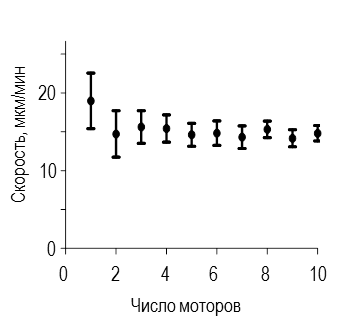 Скорость, мкм/мин
20
10
0
0 2 4 6 8 10
Число моторов